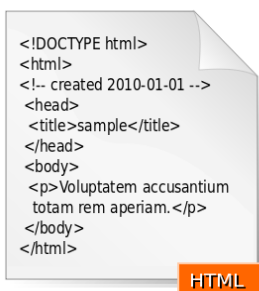 <!DOCTYPE html>
<html>
<!-- created 2010-01-01 -->
<head>
<title>sample</title>
</head>
<body>
<p>Voluptatem accusantium
totam rem aperiam.</p>
</body>
</html>
HTML